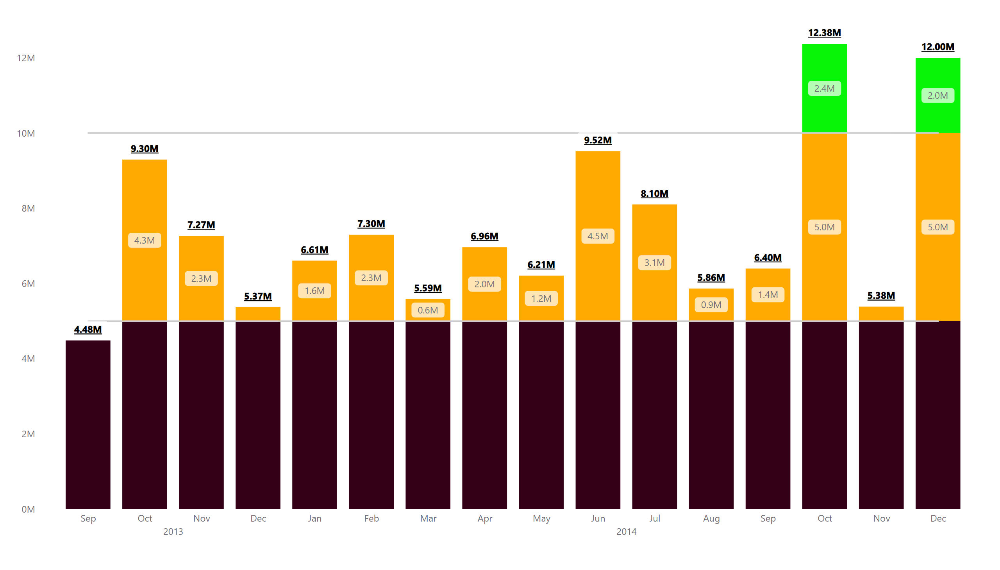 12.38M
12.00M
12M
2.4M
2.0M
10M
9.52M
9.30M
8M
8.10M
7.27M
7.30M
6.96M
6.61M
6.21M
6.40M
4.3M
4.5M
5.0M
5.0M
6M
5.37M
5.59M
5.86M
5.38M
2.3M
1.6M
2.3M
0.6M
2.0M
1.2M
3.1M
0.9M
1.4M
4.48M
4M
2M
0M
Sep Oct Nov Dec Jan Feb Mar Apr May Jun Jul Aug Sep Oct Nov Dec
2013 2014